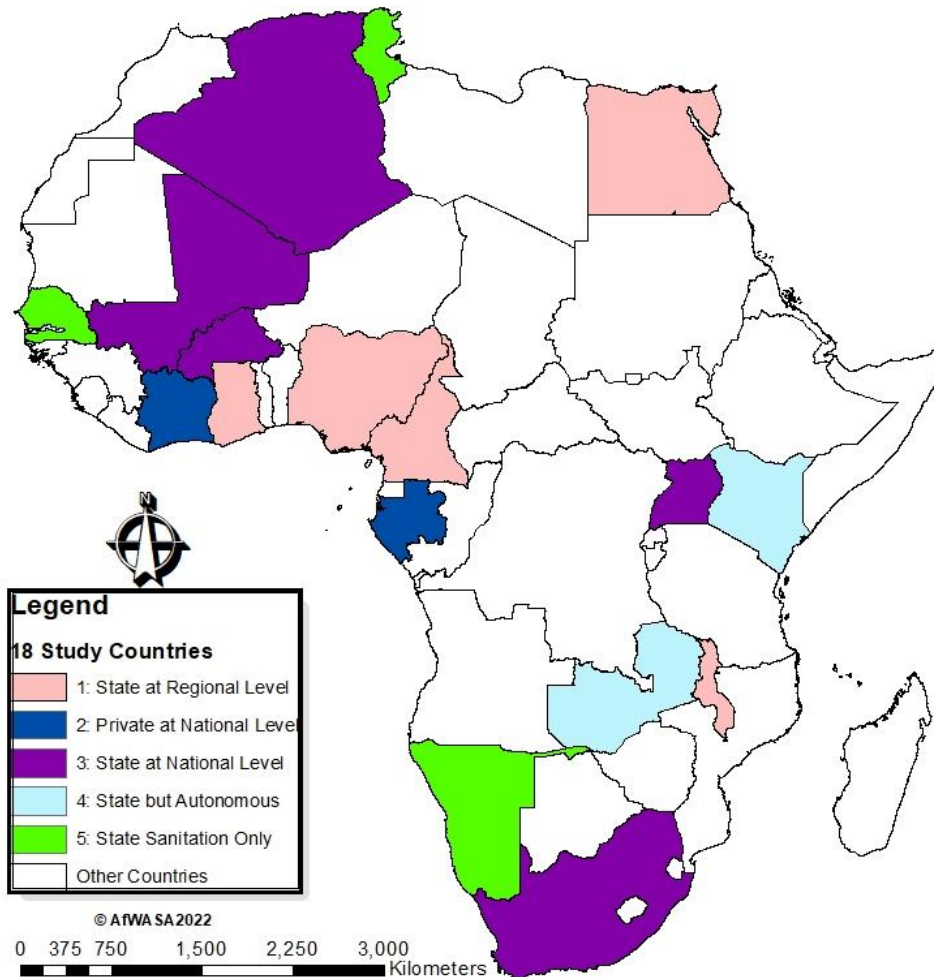 N
Legend
18 Study Countries
1: State at Regional Level
2: Private at National Level
3: State at National Level
4: State but Autonomous
5: State Sanitation Only
Other Countries
© AfWASA2022
0 375 750 1,500 2,250 3,000
Kilometers